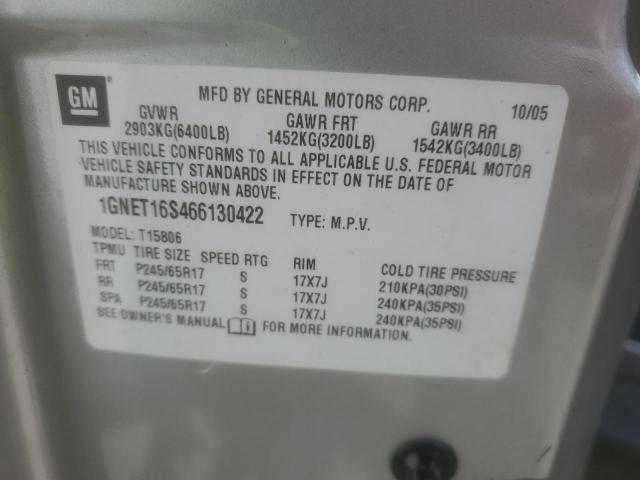 GM
MFD BY GENERAL MOTORS CORP. 10/05
GVWR GAWR FRT GAWR RR
2903KG(6400LB) 1452KG(3200LB) 1542KG(3400LB)
THIS VEHICLE CONFORMS TO ALL APPLICABLE U.S. FEDERAL MOTOR
VEHICLE SAFETY STANDARDS IN EFFECT ON THE DATE OF
MANUFACTURE SHOWN ABOVE.
1GNET16S466130422 TYPE: M.P.V.
MODEL: T15806
TPMU TIRE SIZE SPEED RTG RIM COLD TIRE PRESSURE
FRT P245/65R17 S 17X7J 210KPA(30PSI)
RR P245/65R17 S 17X7J 240KPA(35PSI)
SPA P245/65R17 S 17X7J 240KPA(35PSI)
SEE OWNER'S MANUAL FOR MORE INFORMATION.